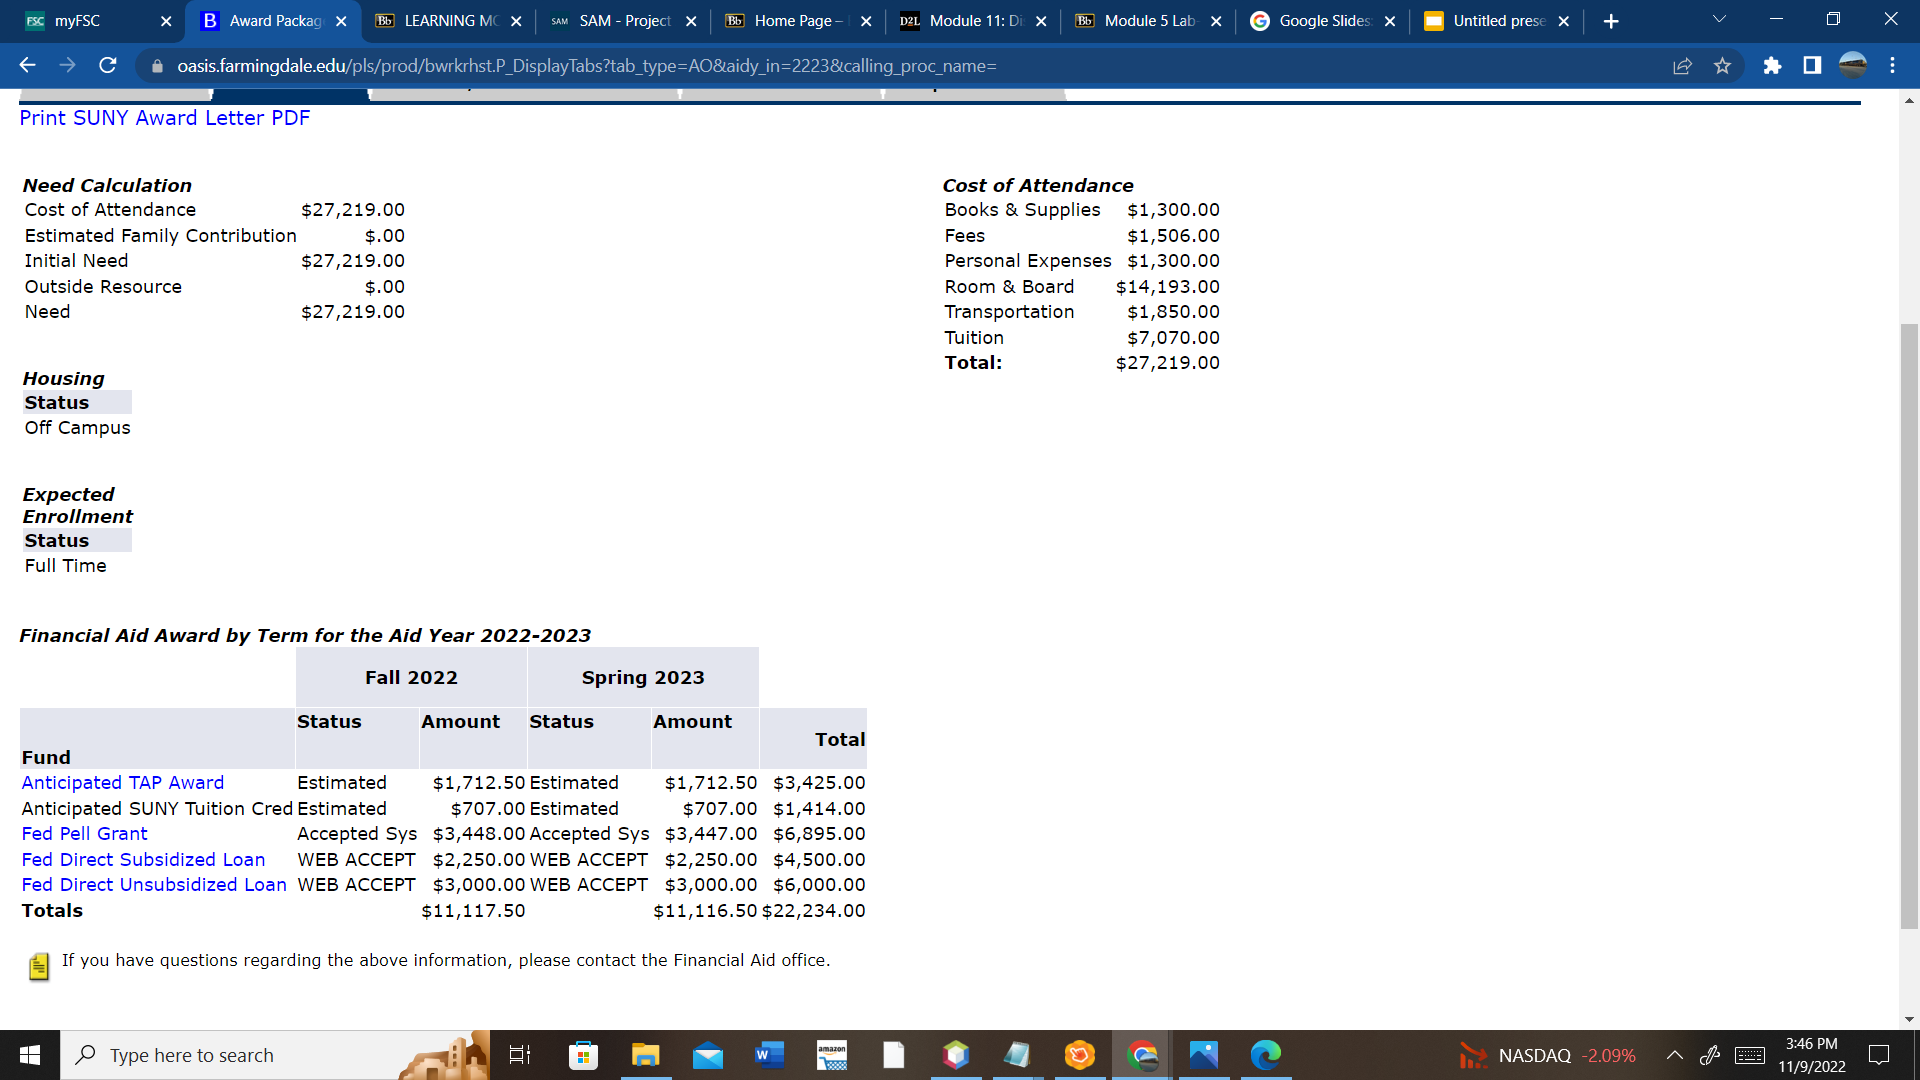 FSC myFSC
B Award Packag
Bb LEARNING MO
SAM SAM - Project
Bb Home Page –
D2L Module 11: Di
Bb Module 5 Lab
G Google Slides:
Untitled prese
oasis.farmingdale.edu/pls/prod/bwrkrhst.P_DisplayTabs?tab_type=AO&aidy_in=2223&calling_proc_name=
Print SUNY Award Letter PDF
Need Calculation
Cost of Attendance $27,219.00
Estimated Family Contribution $.00
Initial Need $27,219.00
Outside Resource $.00
Need $27,219.00
Cost of Attendance
Books & Supplies $1,300.00
Fees $1,506.00
Personal Expenses $1,300.00
Room & Board $14,193.00
Transportation $1,850.00
Tuition $7,070.00
Total: $27,219.00
Housing
Status
Off Campus
Expected
Enrollment
Status
Full Time
Financial Aid Award by Term for the Aid Year 2022-2023
Fall 2022 Spring 2023
Fund Status Amount Status Amount Total
Anticipated TAP Award Estimated $1,712.50 Estimated $1,712.50 $3,425.00
Anticipated SUNY Tuition Cred Estimated $707.00 Estimated $707.00 $1,414.00
Fed Pell Grant Accepted Sys $3,448.00 Accepted Sys $3,447.00 $6,895.00
Fed Direct Subsidized Loan WEB ACCEPT $2,250.00 WEB ACCEPT $2,250.00 $4,500.00
Fed Direct Unsubsidized Loan WEB ACCEPT $3,000.00 WEB ACCEPT $3,000.00 $6,000.00
Totals $11,117.50 $11,116.50 $22,234.00
If you have questions regarding the above information, please contact the Financial Aid office.
Type here to search
W
amazon
NASDAQ -2.09%
3:46 PM
11/9/2022